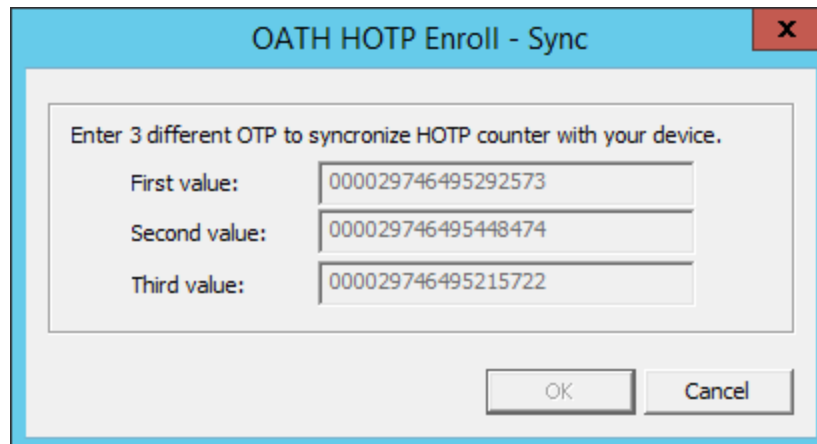 OATH HOTP Enroll - Sync
x
Enter 3 different OTP to syncronize HOTP counter with your device.
First value: 000029746495292573
Second value: 000029746495448474
Third value: 000029746495215722
OK Cancel